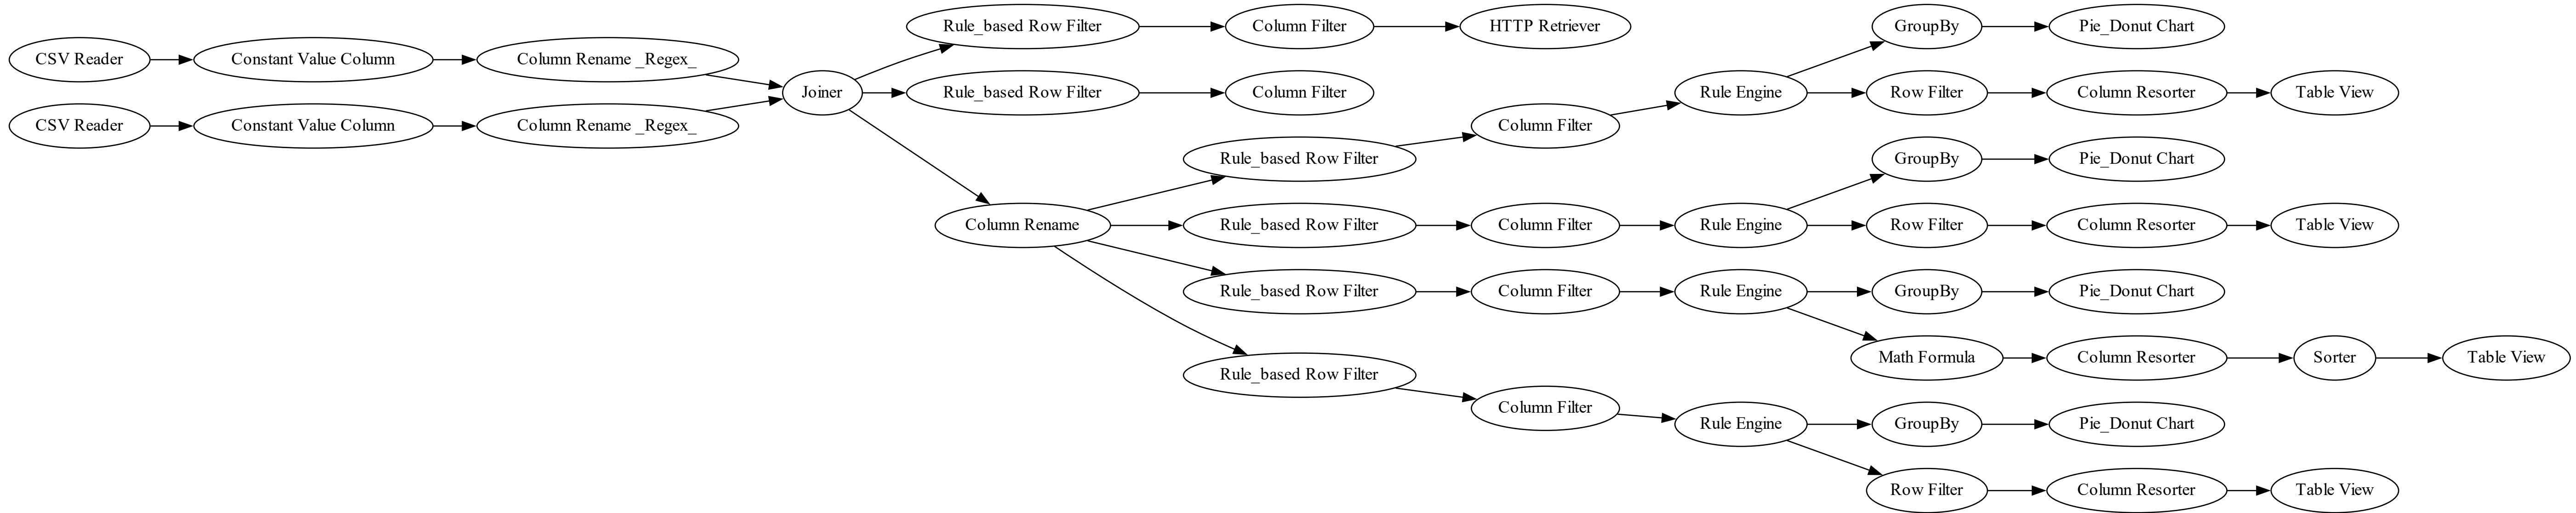 Rule_based Row Filter
Column Filter
HTTP Retriever
GroupBy
Pie_Donut Chart
CSV Reader
Constant Value Column
Column Rename _Regex_
Joiner
Rule_based Row Filter
Column Filter
Rule Engine
Row Filter
Column Resorter
Table View
CSV Reader
Constant Value Column
Column Rename _Regex_
Column Filter
Rule_based Row Filter
GroupBy
Pie_Donut Chart
Column Rename
Rule_based Row Filter
Column Filter
Rule Engine
Row Filter
Column Resorter
Table View
Rule_based Row Filter
Column Filter
Rule Engine
GroupBy
Pie_Donut Chart
Math Formula
Column Resorter
Sorter
Table View
Rule_based Row Filter
Column Filter
Rule Engine
GroupBy
Pie_Donut Chart
Row Filter
Column Resorter
Table View